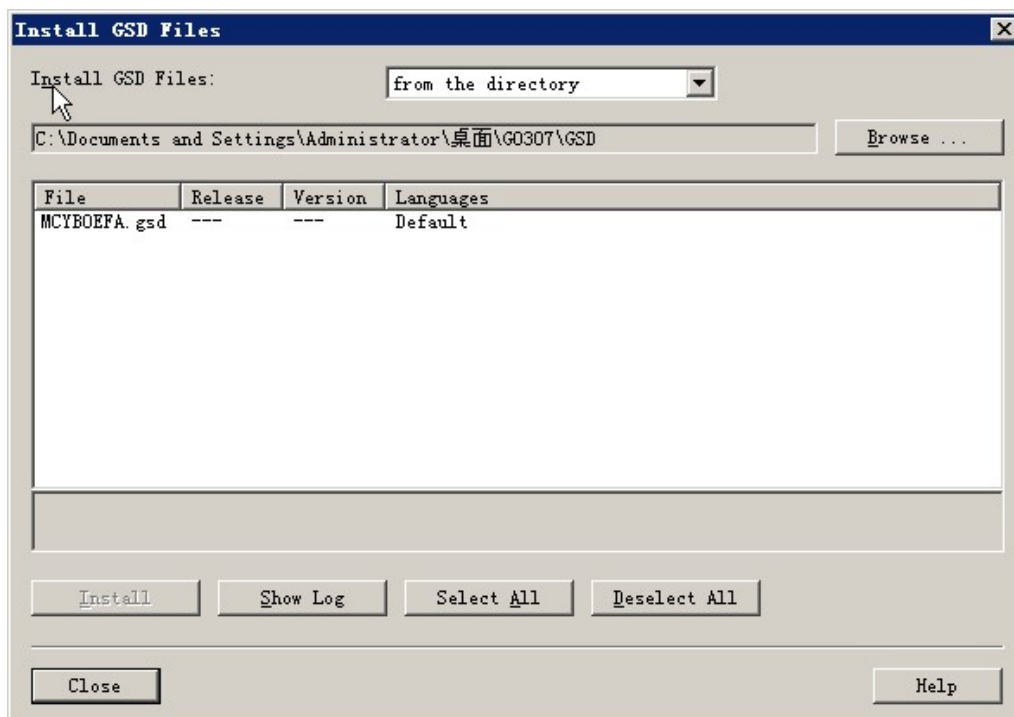 Install GSD Files
Install GSD Files:
from the directory
C:\Documents and Settings\Administrator\桌面\G0307\GSD
Browse ...
File Release Version Languages
MCYBOEFA.gsd --- --- Default
Install Show Log Select All Deselect All
Close Help